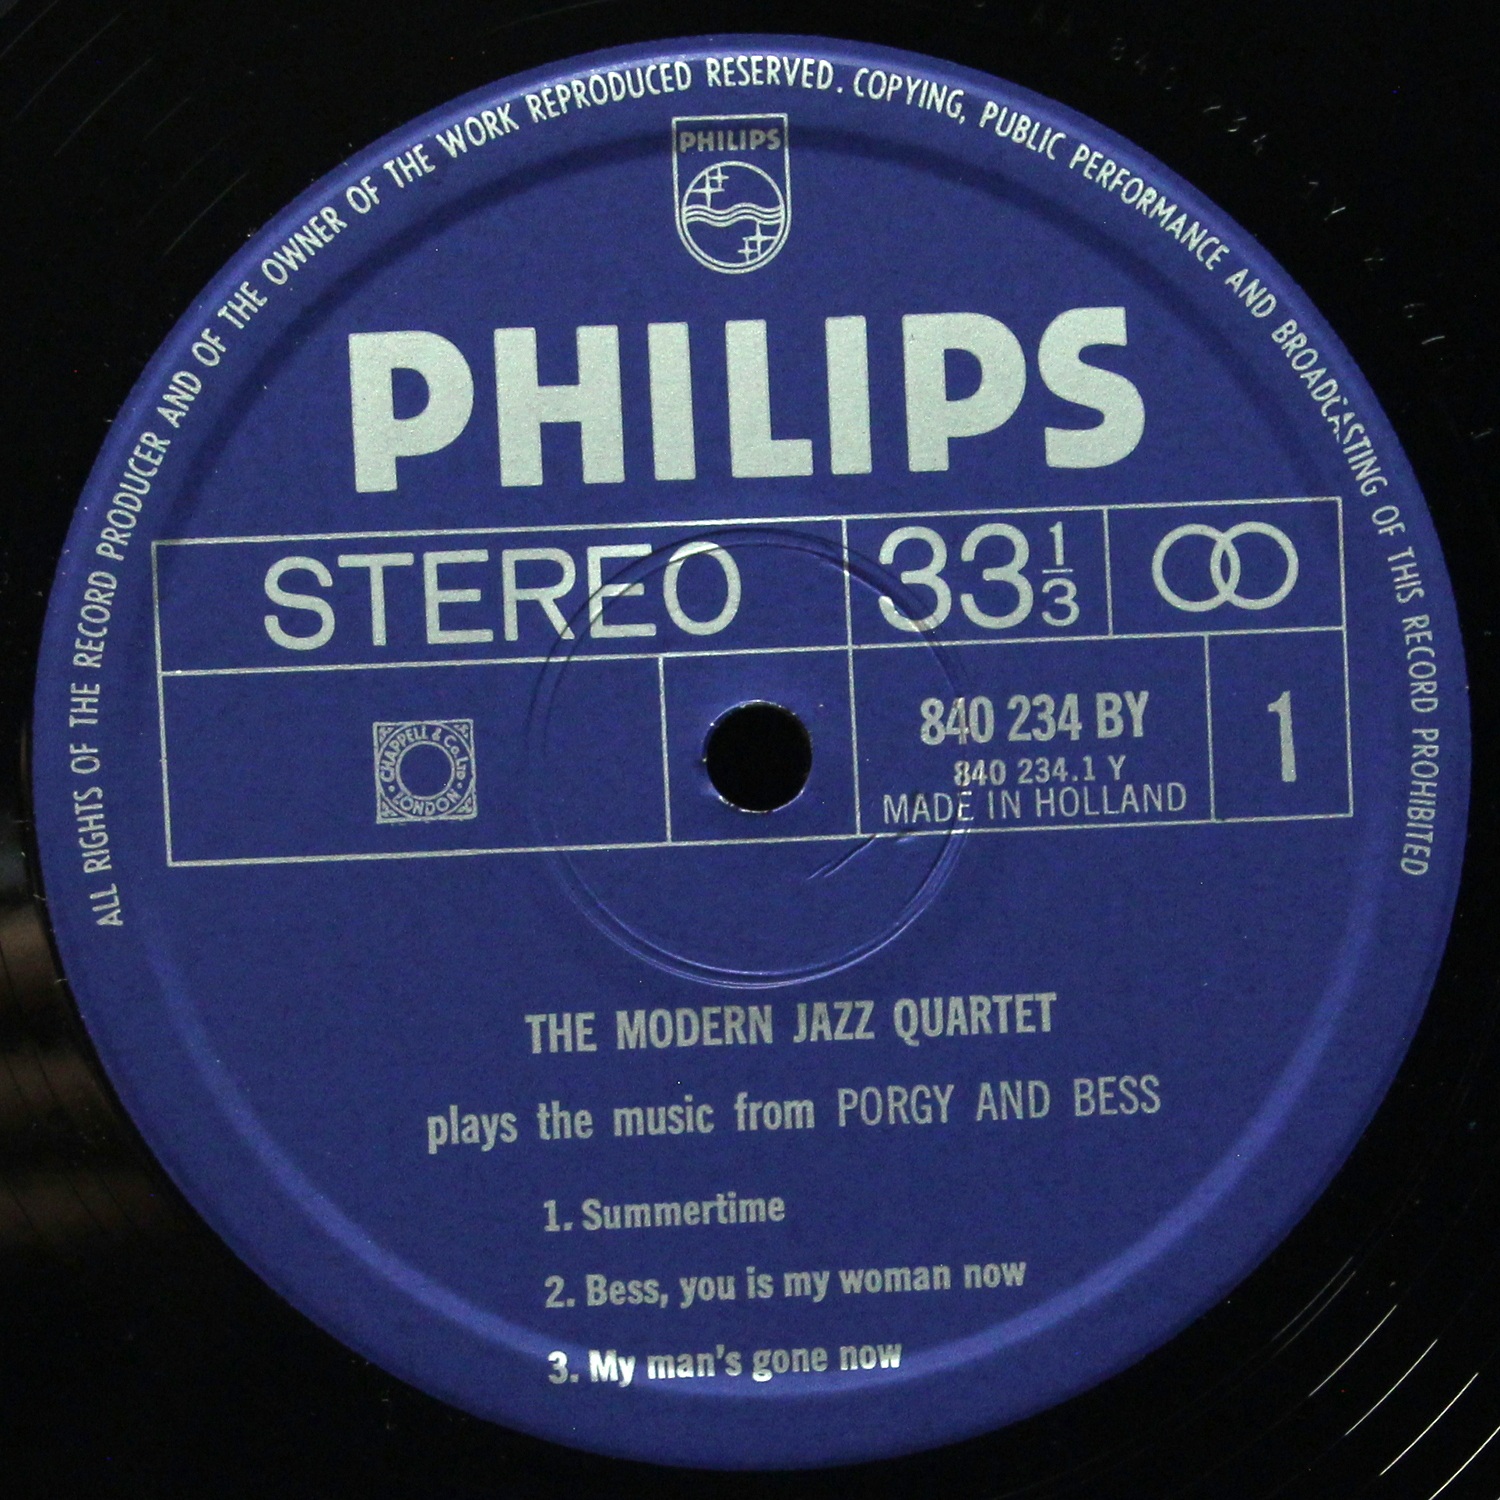 ALL RIGHTS OF THE RECORD PRODUCER AND OF THE OWNER OF THE WORK REPRODUCED RESERVED. COPYING, PUBLIC PERFORMANCE AND BROADCASTING OF THIS RECORD PROHIBITED
PHILIPS
PHILIPS
STEREO 33 1/3
CHAPPELL & Co. LTD
LONDON
840 234 BY
840 234.1 Y
MADE IN HOLLAND
1
THE MODERN JAZZ QUARTET
plays the music from PORGY AND BESS
1. Summertime
2. Bess, you is my woman now
3. My man's gone now